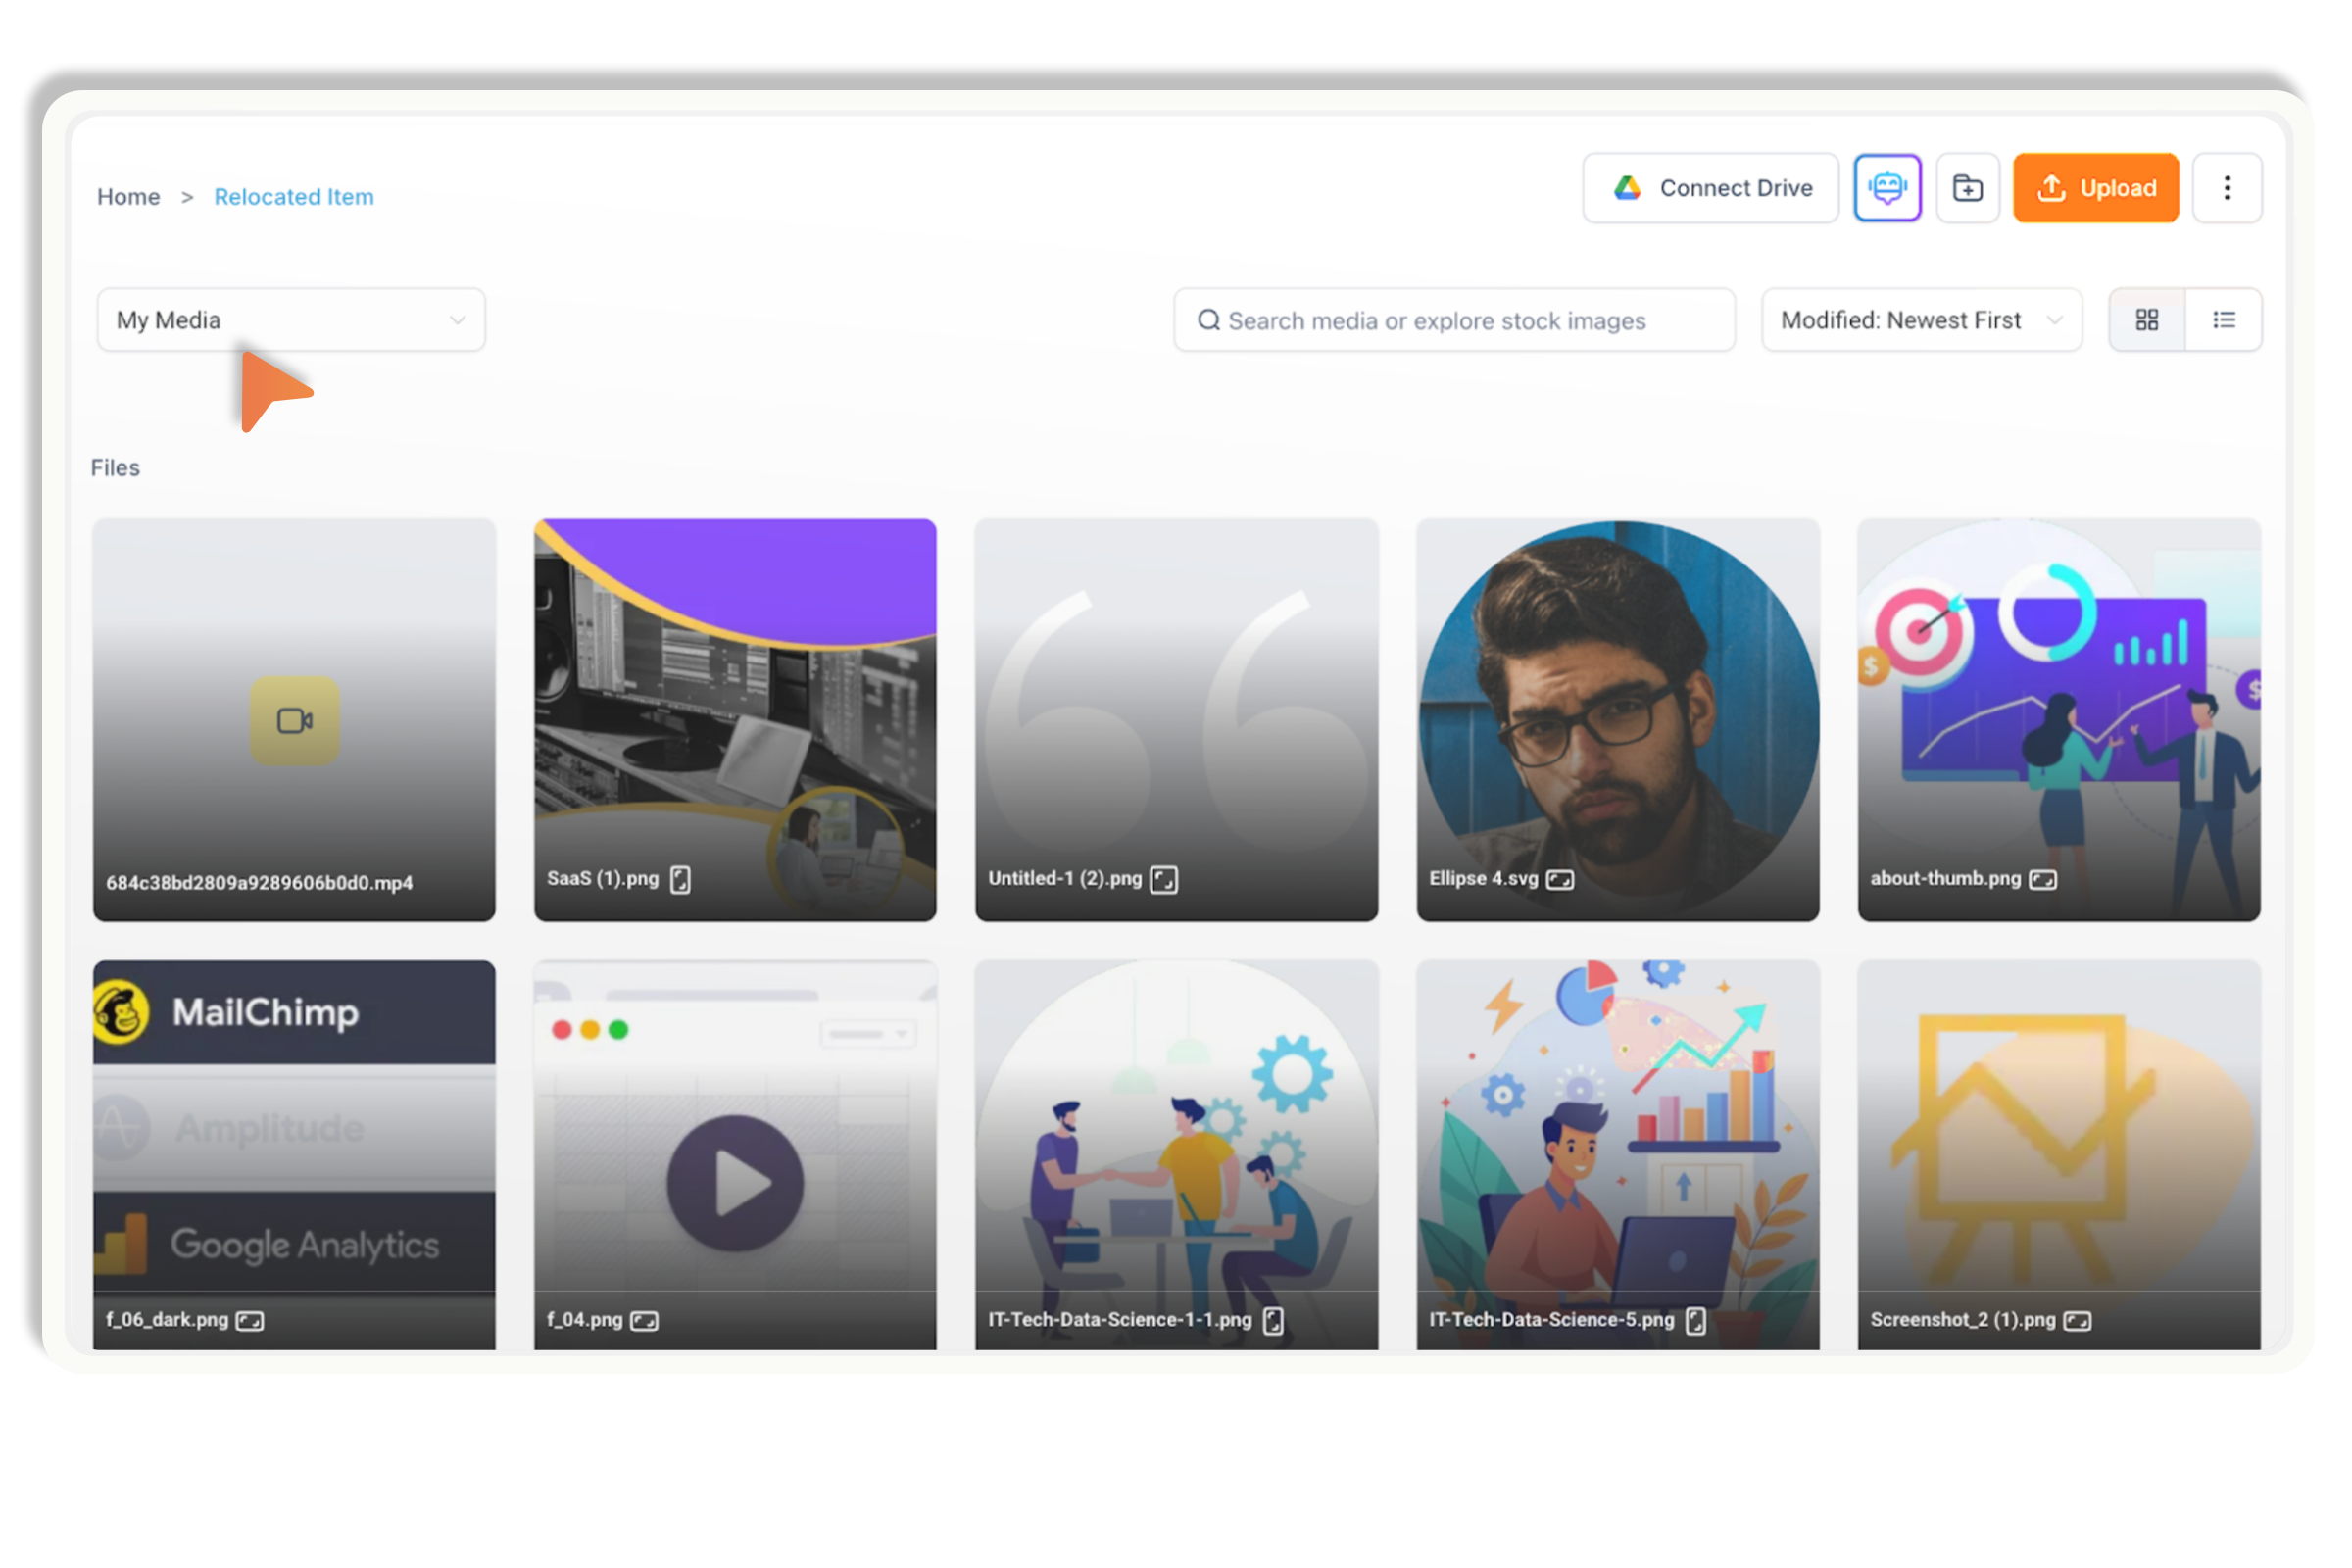 Home > Relocated Item
Connect Drive
Upload
My Media
Search media or explore stock images
Modified: Newest First
Files
684c38bd2809a9289606b0d0.mp4
SaaS (1).png
Untitled-1 (2).png
Ellipse 4.svg
about-thumb.png
MailChimp
Amplitude
Google Analytics
f_06_dark.png
f_04.png
IT-Tech-Data-Science-1-1.png
IT-Tech-Data-Science-5.png
Screenshot_2 (1).png